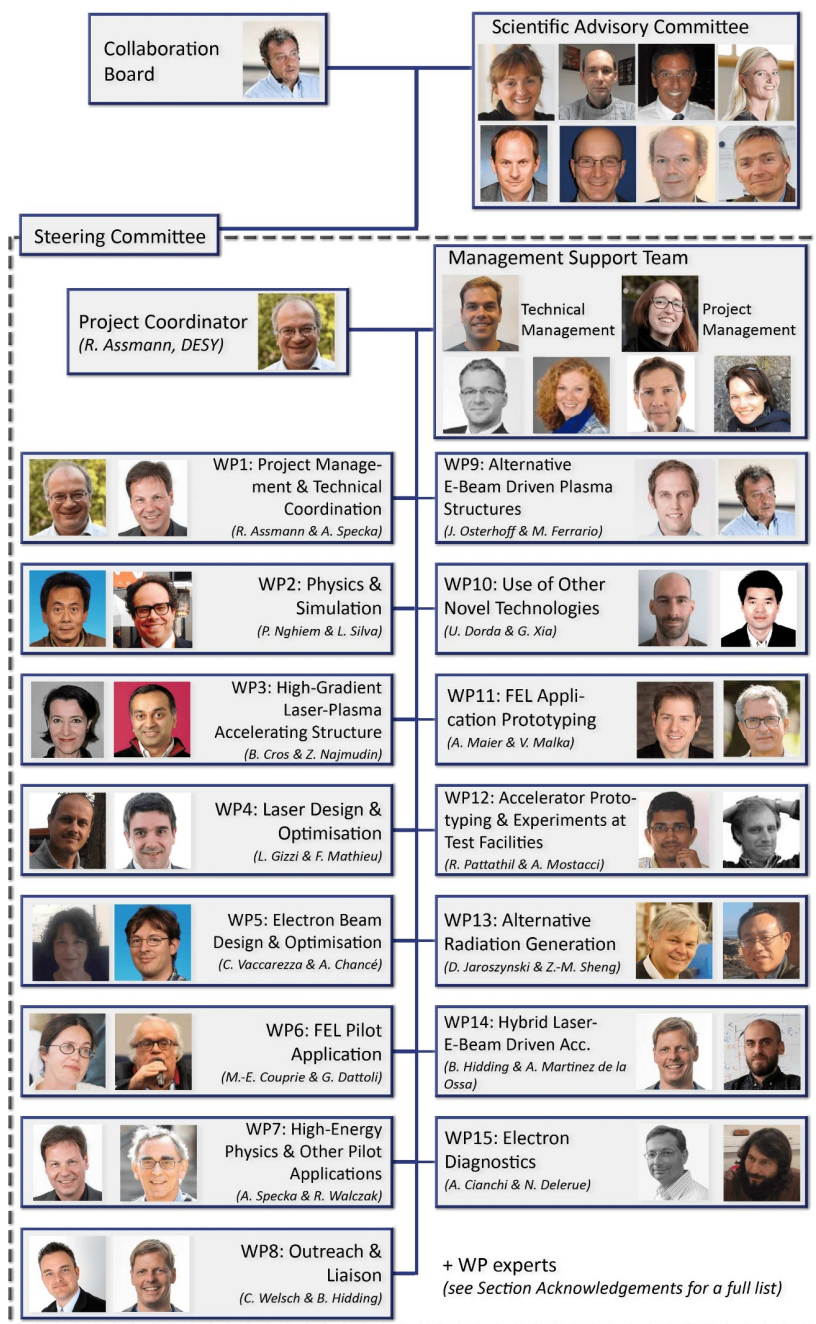 Collaboration
Board
Scientific Advisory Committee
Steering Committee
Management Support Team
Technical
Management
Project
Management
Project Coordinator
(R. Assmann, DESY)
WP1: Project Manage-
ment & Technical
Coordination
(R. Assmann & A. Specka)
WP9: Alternative
E-Beam Driven Plasma
Structures
(J. Osterhoff & M. Ferrario)
WP2: Physics &
Simulation
(P. Nghiem & L. Silva)
WP10: Use of Other
Novel Technologies
(U. Dorda & G. Xia)
WP3: High-Gradient
Laser-Plasma
Accelerating Structure
(B. Cros & Z. Najmudin)
WP11: FEL Appli-
cation Prototyping
(A. Maier & V. Malka)
WP4: Laser Design &
Optimisation
(L. Gizzi & F. Mathieu)
WP12: Accelerator Proto-
typing & Experiments at
Test Facilities
(R. Pattathil & A. Mostacci)
WP5: Electron Beam
Design & Optimisation
(C. Vaccarezza & A. Chancé)
WP13: Alternative
Radiation Generation
(D. Jaroszynski & Z.-M. Sheng)
WP6: FEL Pilot
Application
(M.-E. Couprie & G. Dattoli)
WP14: Hybrid Laser-
E-Beam Driven Acc.
(B. Hidding & A. Martinez de la
Ossa)
WP7: High-Energy
Physics & Other Pilot
Applications
(A. Specka & R. Walczak)
WP15: Electron
Diagnostics
(A. Cianchi & N. Delerue)
WP8: Outreach &
Liaison
(C. Welsch & B. Hidding)
+ WP experts
(see Section Acknowledgements for a full list)